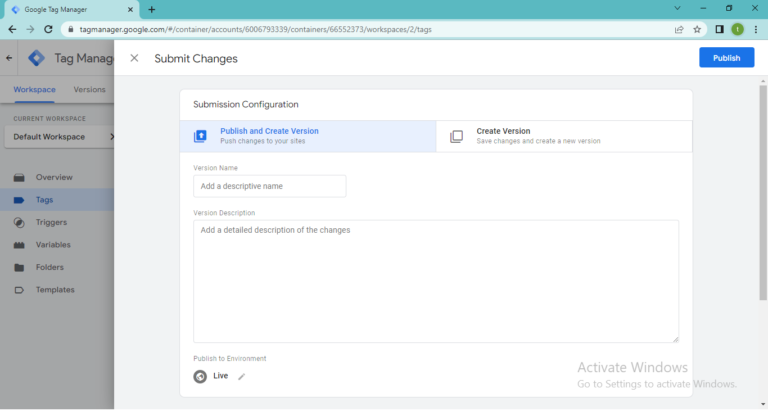 Google Tag Manager
tagmanager.google.com/#/container/accounts/6006793339/containers/66552373/workspaces/2/tags
Tag Manag
Submit Changes
Publish
Workspace
Versions
Submission Configuration
CURRENT WORKSPACE
Default Workspace
Publish and Create Version
Push changes to your sites
Create Version
Save changes and create a new version
Version Name
Add a descriptive name
Overview
Tags
Triggers
Variables
Folders
Templates
Version Description
Add a detailed description of the changes
Publish to Environment
Live
Activate Windows
Go to Settings to activate Windows.